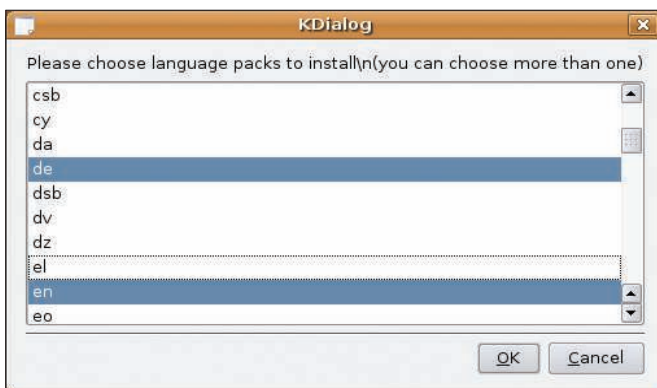 KDialog
Please choose language packs to install\n(you can choose more than one)
csb
cy
da
de
dsb
dv
dz
el
en
eo
OK
Cancel